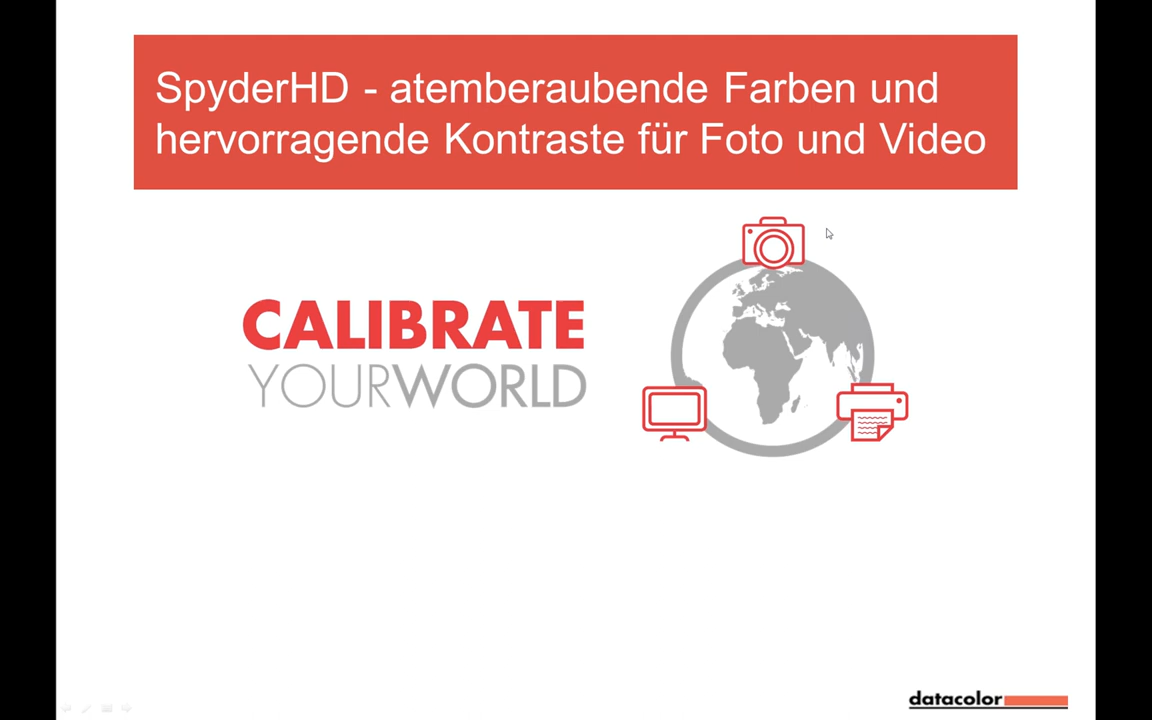 SpyderHD - atemberaubende Farben und
hervorragende Kontraste für Foto und Video
CALIBRATE
YOURWORLD
datacolor